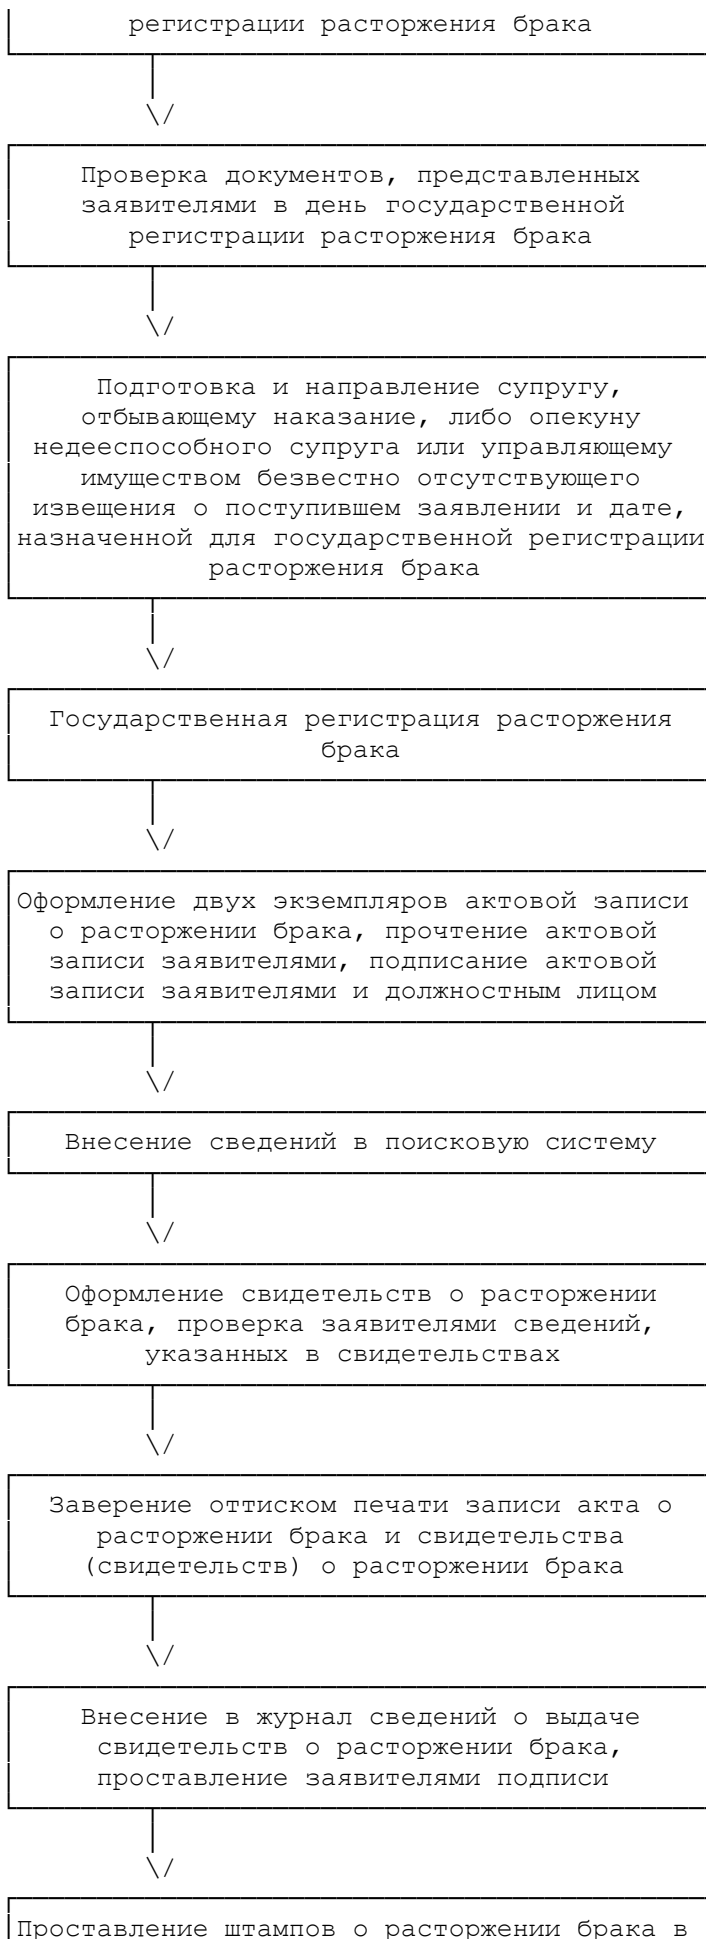 регистрации расторжения брака
\/
Проверка документов, представленных
заявителями в день государственной
регистрации расторжения брака
\/
Подготовка и направление супругу,
отбывающему наказание, либо опекуну
недееспособного супруга или управляющему
имуществом безвестно отсутствующего
извещения о поступившем заявлении и дате,
назначенной для государственной регистрации
расторжения брака
\/
Государственная регистрация расторжения
брака
\/
Оформление двух экземпляров актовой записи
о расторжении брака, прочтение актовой
записи заявителями, подписание актовой
записи заявителями и должностным лицом
\/
Внесение сведений в поисковую систему
\/
Оформление свидетельств о расторжении
брака, проверка заявителями сведений,
указанных в свидетельствах
\/
Заверение оттиском печати записи акта о
расторжении брака и свидетельства
(свидетельств) о расторжении брака
\/
Внесение в журнал сведений о выдаче
свидетельств о расторжении брака,
проставление заявителями подписи
\/
Проставление штампов о расторжении брака в